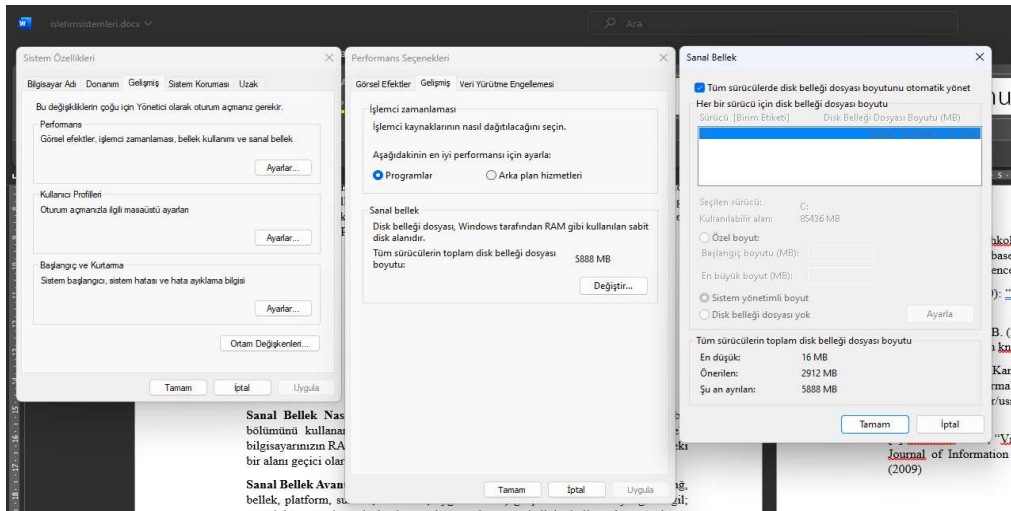 isletimsistemleri.docx
Ara
Sistem Özellikleri
Bilgisayar Adı Donanım Gelişmiş Sistem Koruması Uzak
Bu değişikliklerin çoğu için Yönetici olarak oturum açmanız gerekir.
Performans
Görsel efektler, işlemci zamanlaması, bellek kullanımı ve sanal bellek
Ayarlar...
Kullanıcı Profilleri
Oturum açmanızla ilgili masaüstü ayarları
Ayarlar...
Başlangıç ve Kurtarma
Sistem başlangıcı, sistem hatası ve hata ayıklama bilgisi
Ayarlar...
Ortam Değişkenleri...
Tamam İptal Uygula
Performans Seçenekleri
Görsel Efektler Gelişmiş Veri Yürütme Engellemesi
İşlemci zamanlaması
İşlemci kaynaklarının nasıl dağıtılacağını seçin.
Aşağıdakinin en iyi performansı için ayarla:
Programlar Arka plan hizmetleri
Sanal bellek
Disk belleği dosyası, Windows tarafından RAM gibi kullanılan sabit
disk alanıdır.
Tüm sürücülerin toplam disk belleği dosyası
boyutu: 5888 MB
Değiştir...
Tamam İptal Uygula
Sanal Bellek
Tüm sürücülerde disk belleği dosyası boyutunu otomatik yönet
Her bir sürücü için disk belleği dosyası boyutu
Sürücü [Birim Etiketi] Disk Belleği Dosyası Boyutu (MB)
Seçilen sürücü: C:
Kullanılabilir alan: 85436 MB
Özel boyut:
Başlangıç boyutu (MB):
En büyük boyut (MB):
Sistem yönetimli boyut
Disk belleği dosyası yok Ayarla
Tüm sürücülerin toplam disk belleği dosyası boyutu
En düşük: 16 MB
Önerilen: 2912 MB
Şu an ayrılan: 5888 MB
Tamam İptal
Sanal Bellek
bölümünü
bilgisayarınızın
bir alanı geçici
Sanal Bellek
bellek, platform,
Journal of Information
(2009)